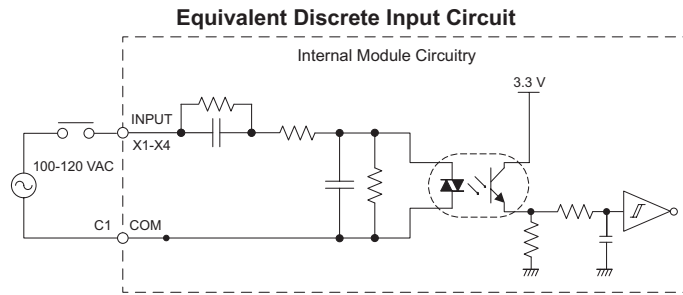 Equivalent Discrete Input Circuit
Internal Module Circuitry
3.3 V
INPUT
X1-X4
100-120 VAC
C1
COM